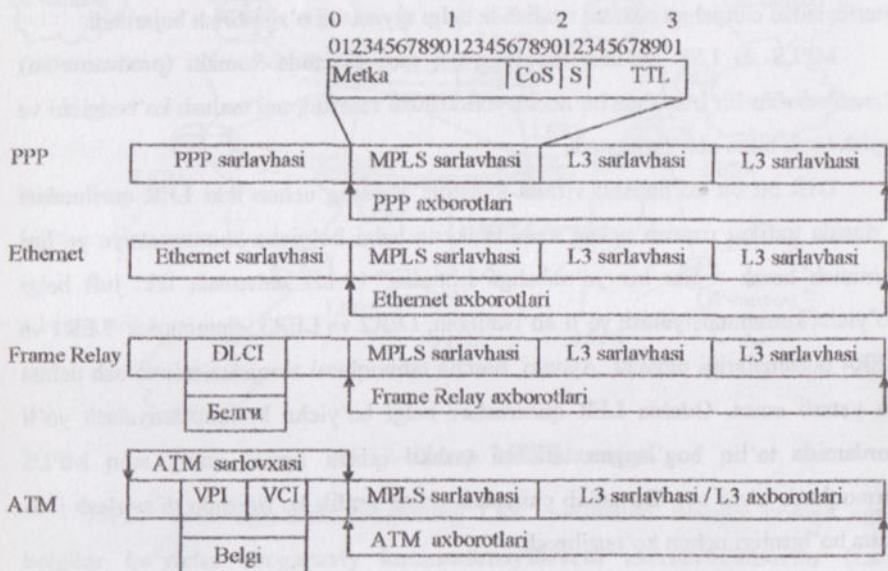 0 1 2 3
01234567890123456789012345678901
Metka CoS S TTL
PPP PPP sarlavhasi MPLS sarlavhasi L3 sarlavhasi L3 sarlavhasi
PPP axborotlari
Ethernet Ethernet sarlavhasi MPLS sarlavhasi L3 sarlavhasi L3 sarlavhasi
Ethernet axborotlari
Frame Relay DLCI MPLS sarlavhasi L3 sarlavhasi L3 sarlavhasi
Frame Relay axborotlari
Белги
ATM sarlovxasi
ATM VPI VCI MPLS sarlavhasi L3 sarlavhasi / L3 axborotlari
ATM axborotlari
Belgi